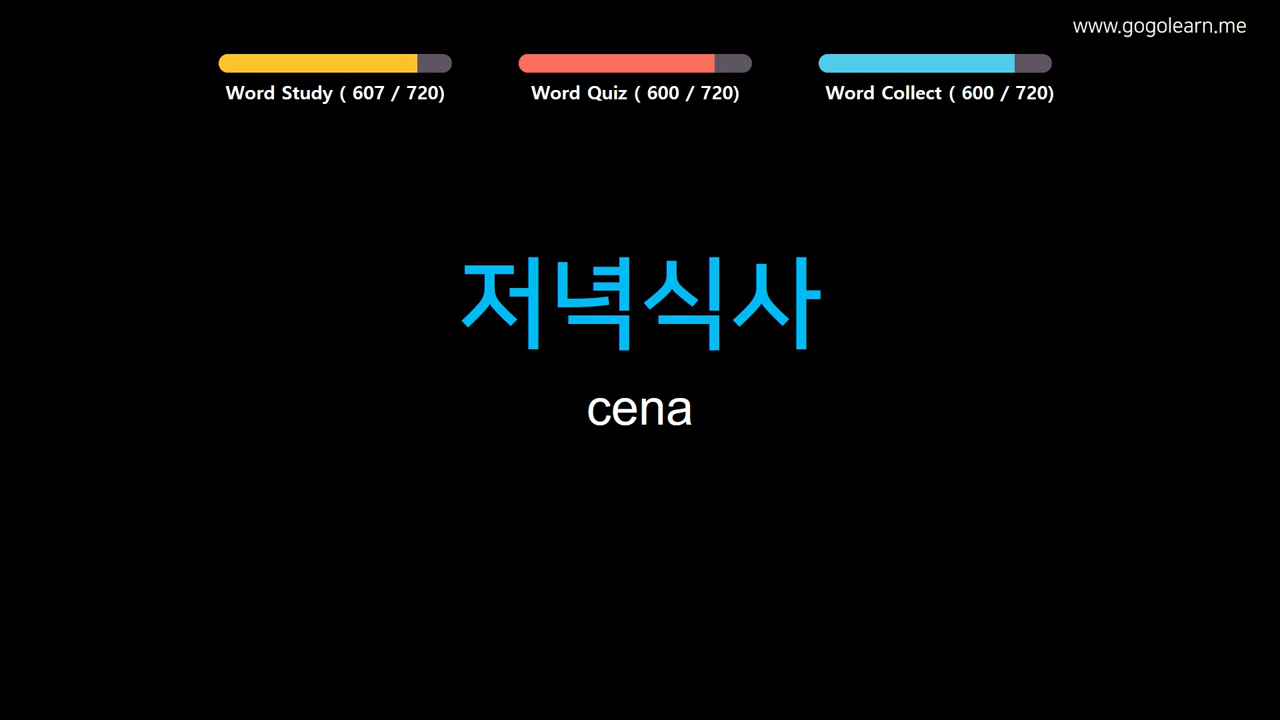 www.gogolearn.me
Word Study ( 607 / 720)
Word Quiz ( 600 / 720)
Word Collect ( 600 / 720)
저녁식사
cena